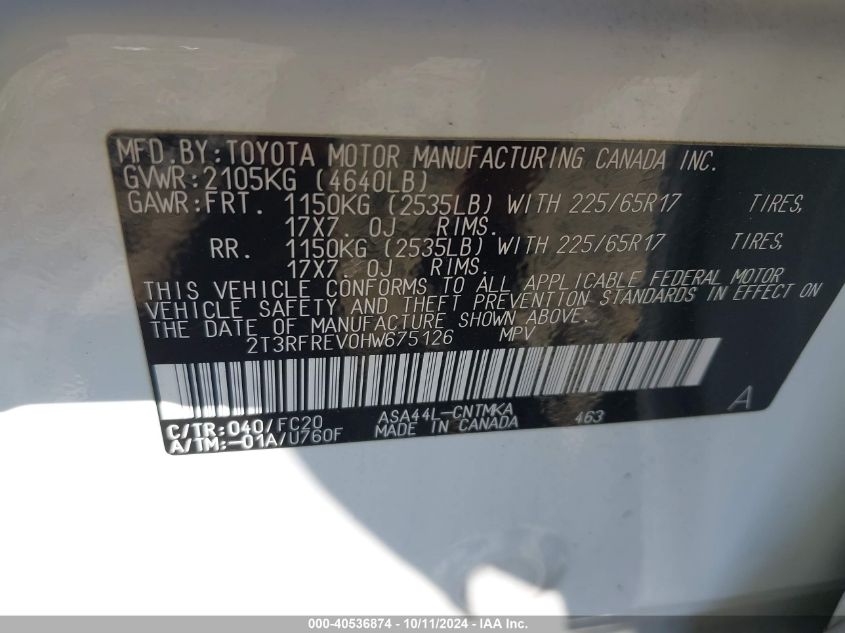 MFD.BY:TOYOTA MOTOR MANUFACTURING CANADA INC.
GVWR:2105KG (4640LB)
GAWR:FRT. 1150KG (2535LB) WITH 225/65R17 TIRES,
17X7.0J RIMS.
RR. 1150KG (2535LB) WITH 225/65R17 TIRES,
17X7.0J RIMS.
THIS VEHICLE CONFORMS TO ALL APPLICABLE FEDERAL MOTOR
VEHICLE SAFETY AND THEFT PREVENTION STANDARDS IN EFFECT ON
THE DATE OF MANUFACTURE SHOWN ABOVE.
2T3RFREV0HW675126 MPV
C/TR:040/FC20 ASA44L-CNTMKA 463 A
A/TM:-01A/U760F MADE IN CANADA
000-40536874 - 10/11/2024 - IAA Inc.